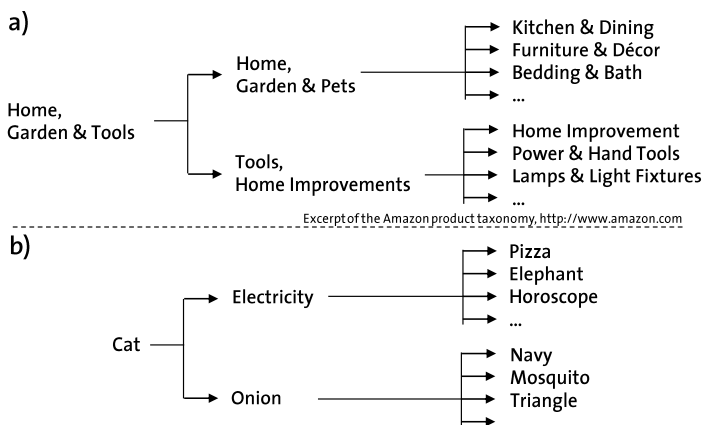 a)
Home,
Garden & Tools
Home,
Garden & Pets
Kitchen & Dining
Furniture & Décor
Bedding & Bath
...
Tools,
Home Improvements
Home Improvement
Power & Hand Tools
Lamps & Light Fixtures
...
Excerpt of the Amazon product taxonomy, http://www.amazon.com
b)
Cat
Electricity
Pizza
Elephant
Horoscope
...
Onion
Navy
Mosquito
Triangle